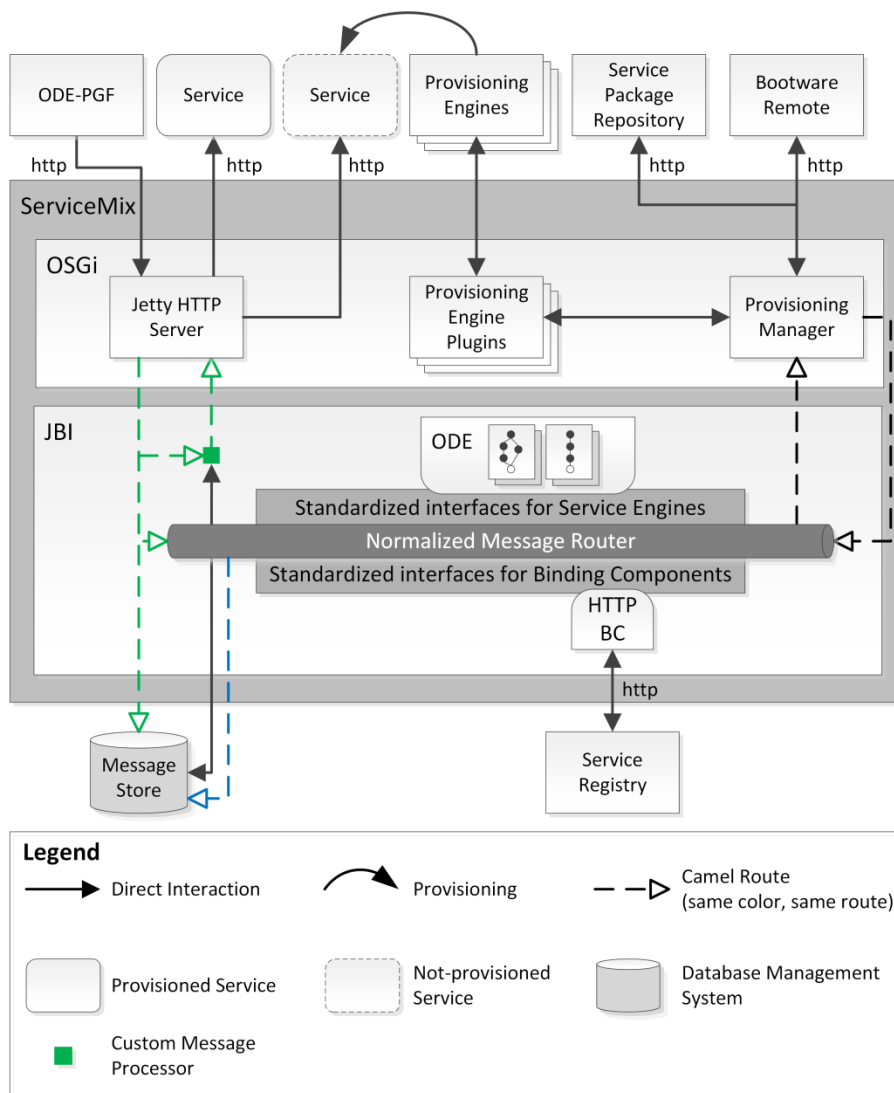 ODE-PGF
Service
Service
Provisioning
Engines
Service
Package
Repository
Bootware
Remote
http
http
http
http
http
ServiceMix
OSGi
Jetty HTTP
Server
Provisioning
Engine
Plugins
Provisioning
Manager
JBI
ODE
Standardized interfaces for Service Engines
Normalized Message Router
Standardized interfaces for Binding Components
HTTP
BC
http
Message
Store
Service
Registry
Legend
Direct Interaction
Provisioning
Camel Route
(same color, same route)
Provisioned Service
Not-provisioned
Service
Database Management
System
Custom Message
Processor